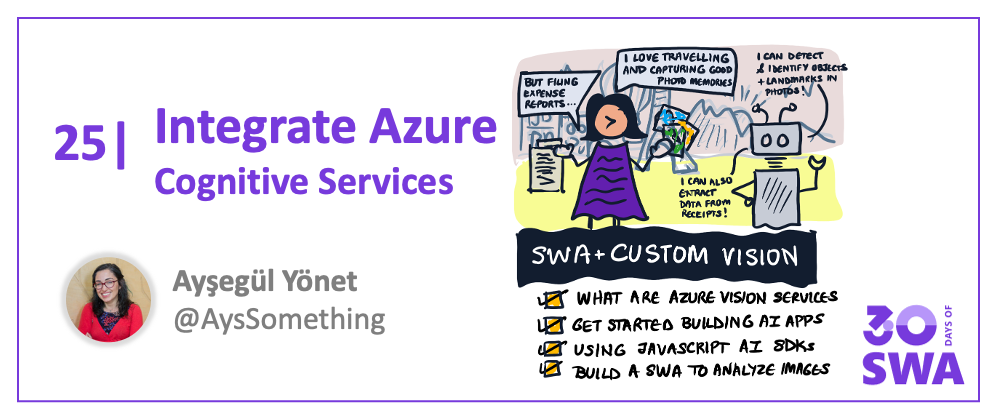 25|
Integrate Azure
Cognitive Services
Ayşegül Yönet
@AysSomething
BUT FILING
EXPENSE
REPORTS...
I LOVE TRAVELLING
AND CAPTURING GOOD
PHOTO MEMORIES
I CAN DETECT
& IDENTIFY OBJECTS
+ LANDMARKS IN
PHOTOS!
I CAN ALSO
EXTRACT
DATA FROM
RECEIPTS!
SWA+CUSTOM VISION
WHAT ARE AZURE VISION SERVICES
GET STARTED BUILDING AI APPS
USING JAVASCRIPT AI SDKs
BUILD A SWA TO ANALYZE IMAGES
30
DAYS OF
SWA